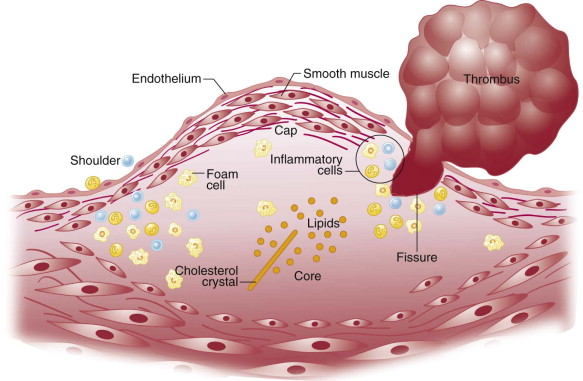 Endothelium
Smooth muscle
Thrombus
Cap
Shoulder
Inflammatory
cells
Foam
cell
Lipids
Fissure
Cholesterol
crystal
Core